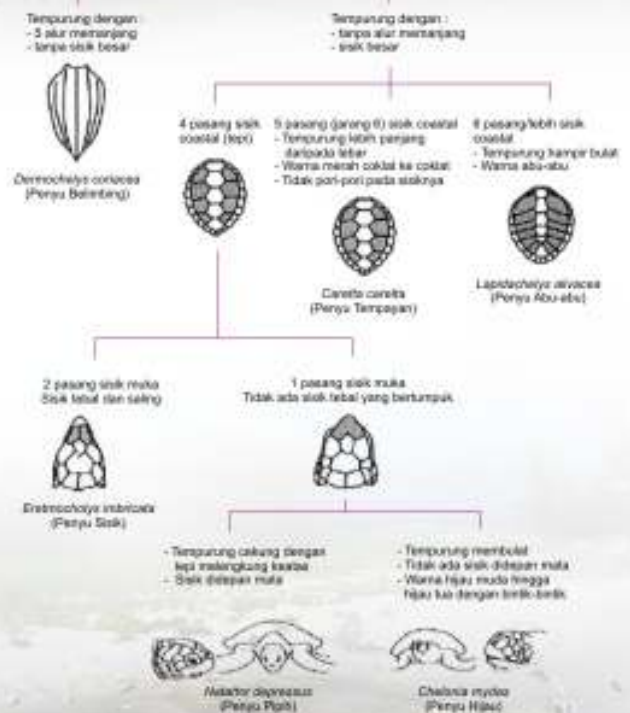 Tempurung dengan :
- 5 alur memanjang
- tanpa sisik besar
Dermochelys coriacea
(Penyu Belimbing)
Tempurung dengan :
- tanpa alur memanjang
- sisik besar
4 pasang sisik
coastal (tepi)
5 pasang (jarang 6) sisik coastal
- Tempurung lebih panjang
daripada lebar
- Warna merah coklat ke coklat
- Tidak pori-pori pada sisiknya
Caretta caretta
(Penyu Tempayan)
6 pasang/lebih sisik
coastal
- Tempurung hampir bulat
- Warna abu-abu
Lepidochelys olivacea
(Penyu Abu-abu)
2 pasang sisik muka
Sisik tebal dan saling
Eretmochelys imbricata
(Penyu Sisik)
1 pasang sisik muka
Tidak ada sisik tebal yang bertumpuk
- Tempurung cekung dengan
tepi melengkung keatas
- Sisik didepan mata
Natator depressus
(Penyu Pipih)
- Tempurung membulat
- Tidak ada sisik didepan mata
- Warna hijau muda hingga
hijau tua dengan bintik-bintik
Chelonia mydas
(Penyu Hijau)